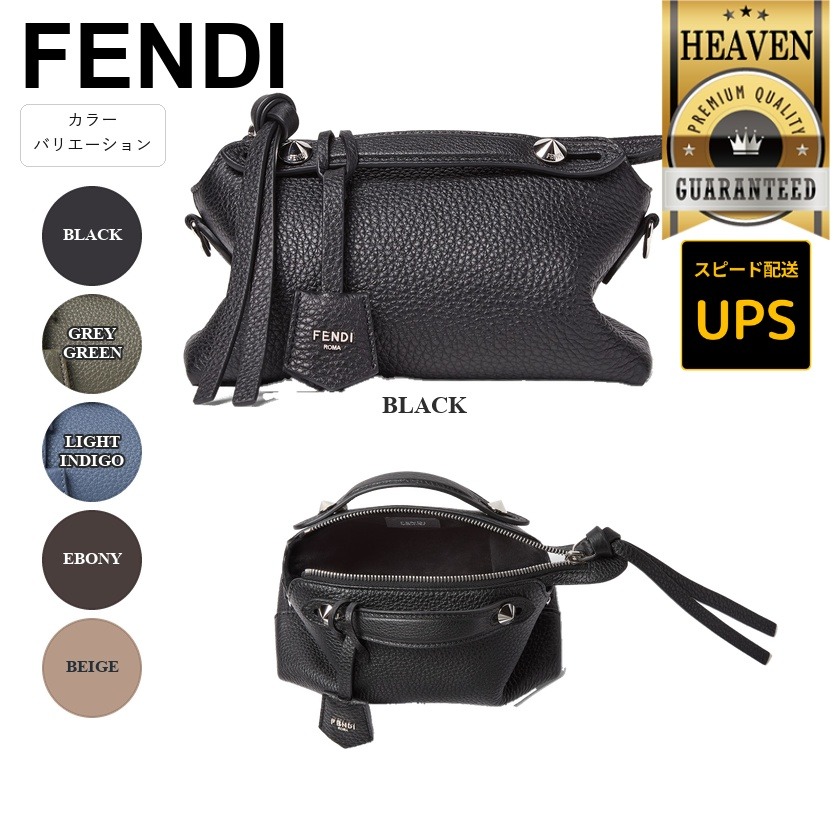 FENDI
カラー
バリエーション
BLACK
GREY
GREEN
LIGHT
INDIGO
EBONY
BEIGE
HEAVEN
PREMIUM QUALITY
GUARANTEED
スピード配送
UPS
FENDI
ROMA
BLACK
FENDI
ROMA